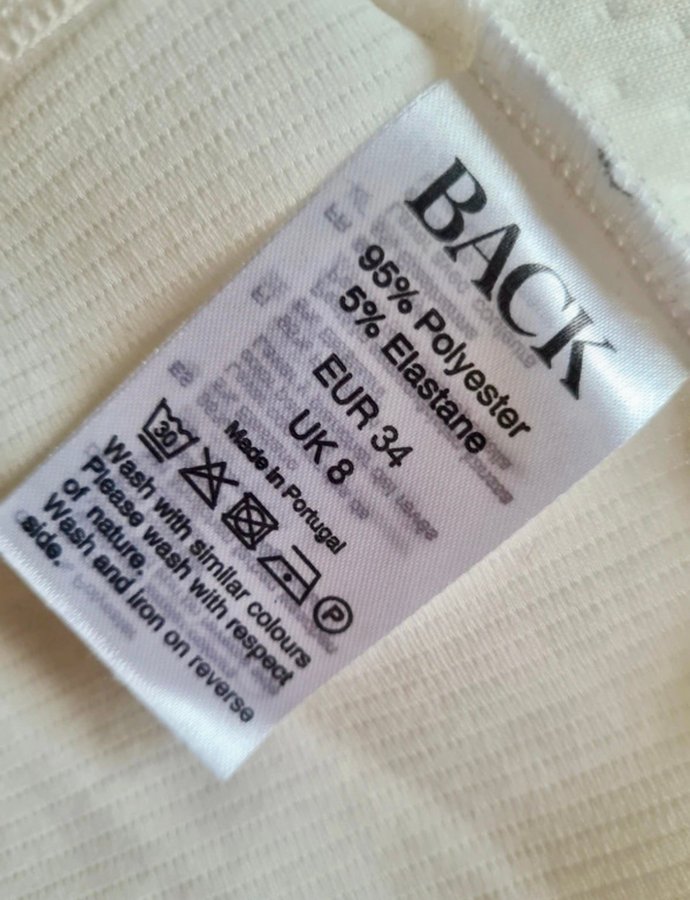 BACK
95% Polyester
5% Elastane
EUR 34
UK 8
Made in Portugal
30
P
Wash with similar colours
Please wash with respect
of nature.
Wash and iron on reverse
side.